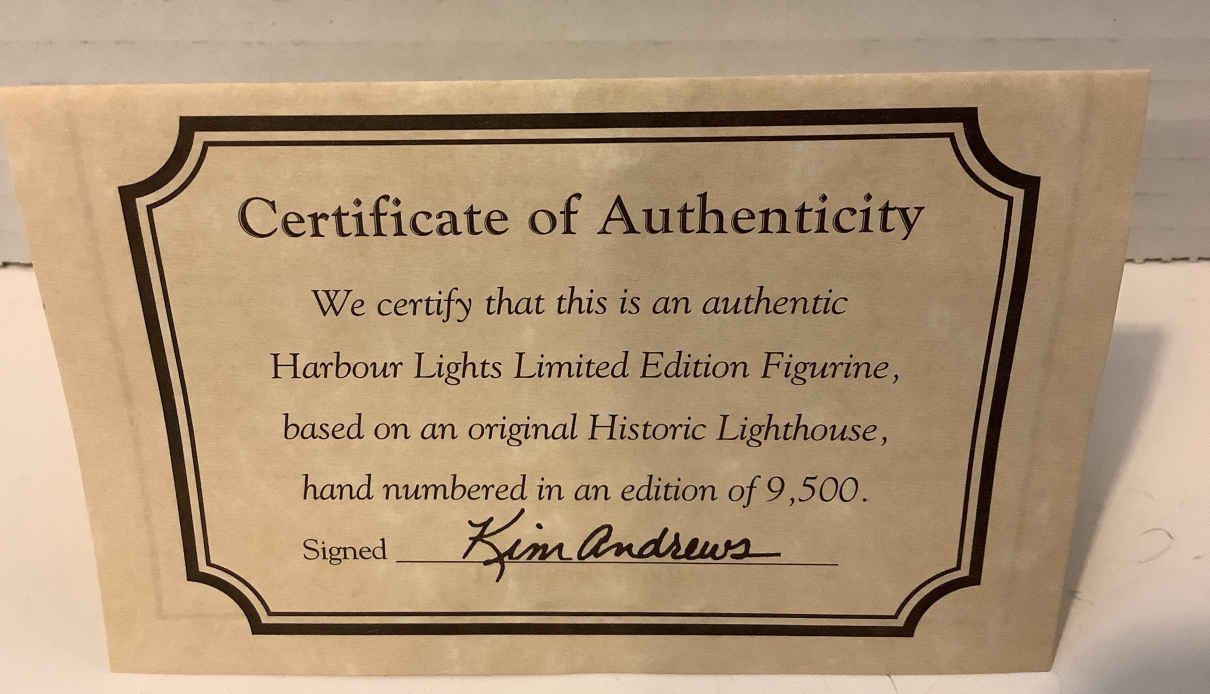 Certificate of Authenticity
We certify that this is an authentic
Harbour Lights Limited Edition Figurine,
based on an original Historic Lighthouse,
hand numbered in an edition of 9,500.
Signed Kim Andrews